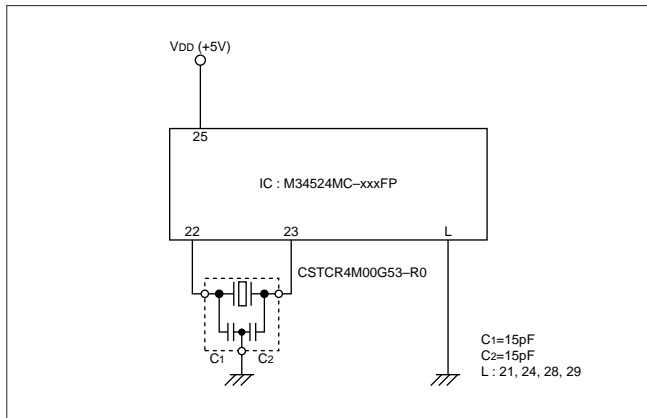 VDD (+5V)
25
IC : M34524MC–xxxFP
22
23
L
CSTCR4M00G53–R0
C1
C2
C1=15pF
C2=15pF
L : 21, 24, 28, 29